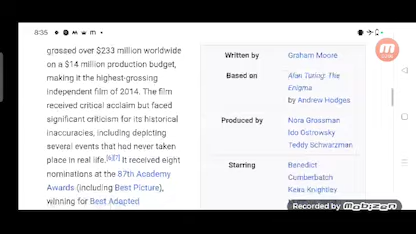 8:35
grossed over $233 million worldwide
on a $14 million production budget,
making it the highest-grossing
independent film of 2014. The film
received critical acclaim but faced
significant criticism for its historical
inaccuracies, including depicting
several events that had never taken
place in real life.[6][7] It received eight
nominations at the 87th Academy
Awards (including Best Picture),
winning for Best Adapted
Written by Graham Moore
Based on Alan Turing: The
Enigma
by Andrew Hodges
Produced by Nora Grossman
Ido Ostrowsky
Teddy Schwarzman
Starring Benedict
Cumberbatch
Keira Knightley
Recorded by Mobizen